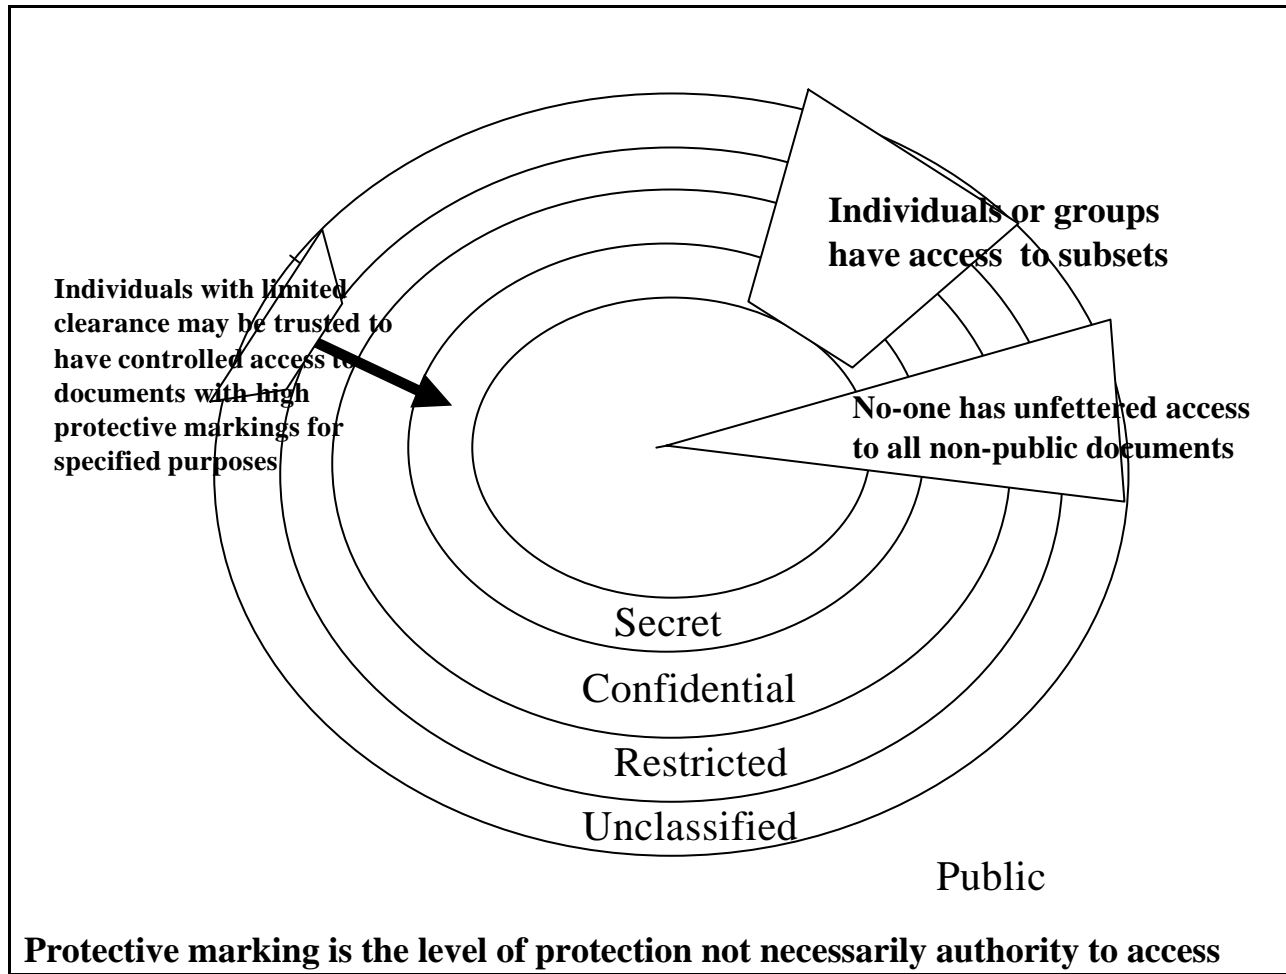 Individuals or groups
have access to subsets
Individuals with limited
clearance may be trusted to
have controlled access to
documents with high
protective markings for
specified purposes
No-one has unfettered access
to all non-public documents
Secret
Confidential
Restricted
Unclassified
Public
Protective marking is the level of protection not necessarily authority to access